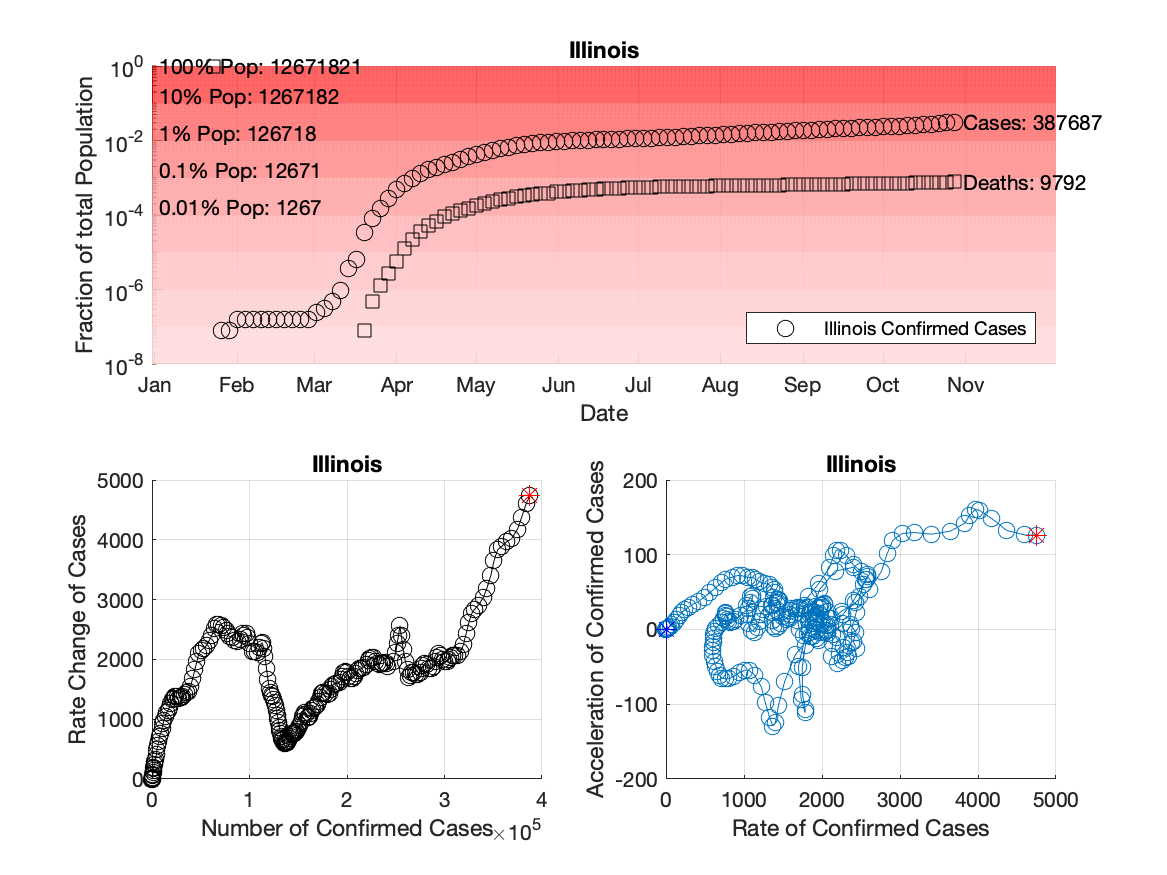 Illinois
Fraction of total Population
10^0
10^-2
10^-4
10^-6
10^-8
100% Pop: 12671821
10% Pop: 1267182
1% Pop: 126718
0.1% Pop: 12671
0.01% Pop: 1267
Cases: 387687
Deaths: 9792
Illinois Confirmed Cases
Jan Feb Mar Apr May Jun Jul Aug Sep Oct Nov
Date
Illinois
Rate Change of Cases
5000
4000
3000
2000
1000
0
0 1 2 3 4
Number of Confirmed Cases ×10^5
Illinois
Acceleration of Confirmed Cases
200
100
0
-100
-200
0 1000 2000 3000 4000 5000
Rate of Confirmed Cases